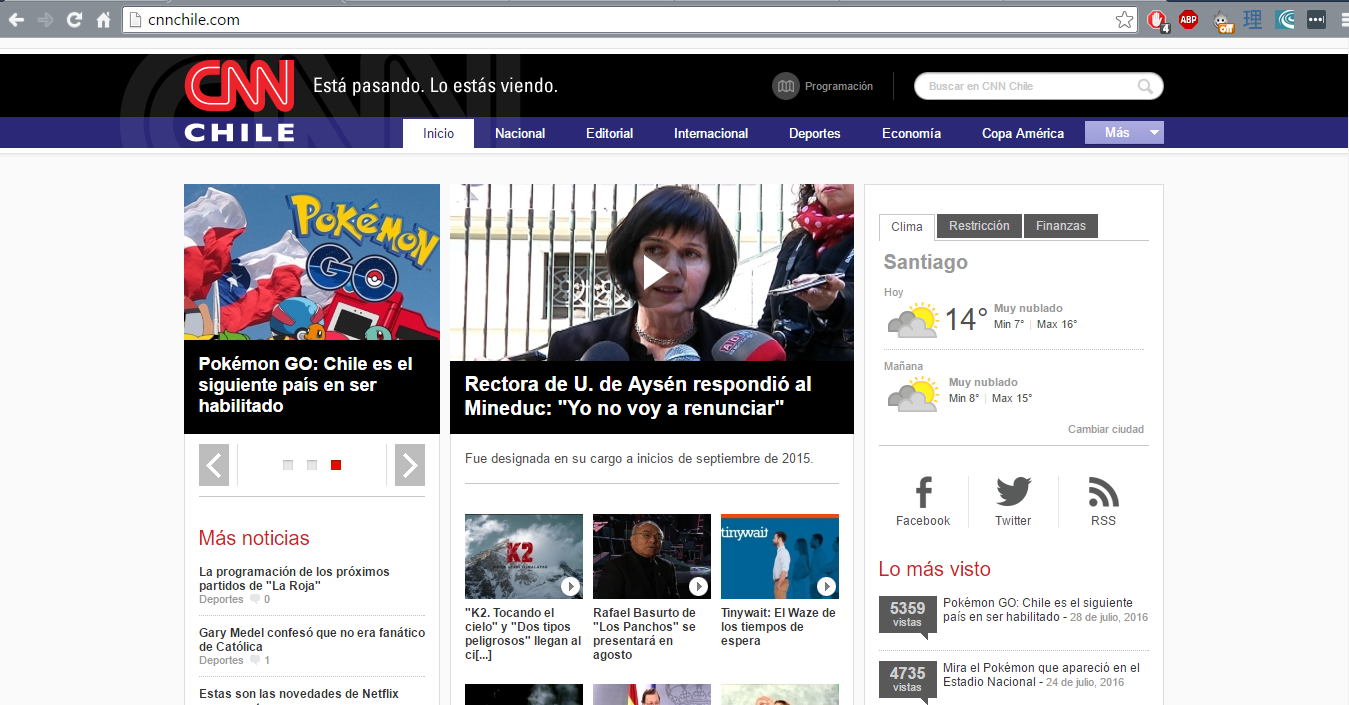 cnnchile.com
4
ABP
off
理
CNN
CHILE
Está pasando. Lo estás viendo.
Programación
Buscar en CNN Chile
Inicio
Nacional
Editorial
Internacional
Deportes
Economía
Copa América
Más
POKéMON
GO
Pokémon GO: Chile es el
siguiente país en ser
habilitado
Más noticias
La programación de los próximos
partidos de "La Roja"
Deportes 0
Gary Medel confesó que no era fanático
de Católica
Deportes 1
Estas son las novedades de Netflix
Rectora de U. de Aysén respondió al
Mineduc: "Yo no voy a renunciar"
Fue designada en su cargo a inicios de septiembre de 2015.
K2
"K2. Tocando el
cielo" y "Dos tipos
peligrosos" llegan al
ci[...]
Rafael Basurto de
"Los Panchos" se
presentará en
agosto
tinywait
Tinywait: El Waze de
los tiempos de
espera
Clima
Restricción
Finanzas
Santiago
Hoy
14°
Muy nublado
Min 7° | Max 16°
Mañana
Muy nublado
Min 8° | Max 15°
Cambiar ciudad
Facebook
Twitter
RSS
Lo más visto
5359
vistas
Pokémon GO: Chile es el siguiente
país en ser habilitado - 28 de julio, 2016
4735
vistas
Mira el Pokémon que apareció en el
Estadio Nacional - 24 de julio, 2016